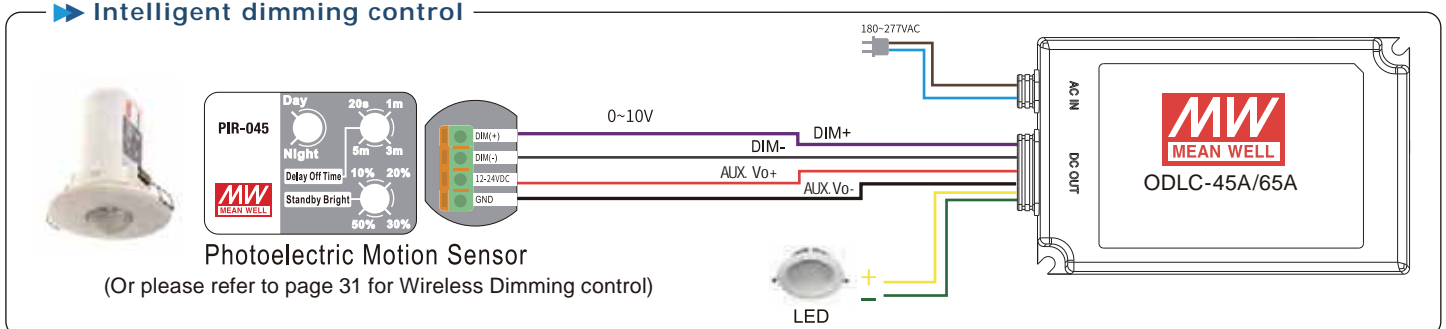 Intelligent dimming control
180~277VAC
PIR-045
Day
Night
20s 1m
5m 3m
Delay Off Time
10% 20%
Standby Bright
50% 30%
MW
MEAN WELL
DIM(+)
DIM(-)
12-24VDC
GND
0~10V
DIM+
DIM-
AUX. Vo+
AUX. Vo-
AC IN
DC OUT
MW
MEAN WELL
ODLC-45A/65A
Photoelectric Motion Sensor
(Or please refer to page 31 for Wireless Dimming control)
+
−
LED